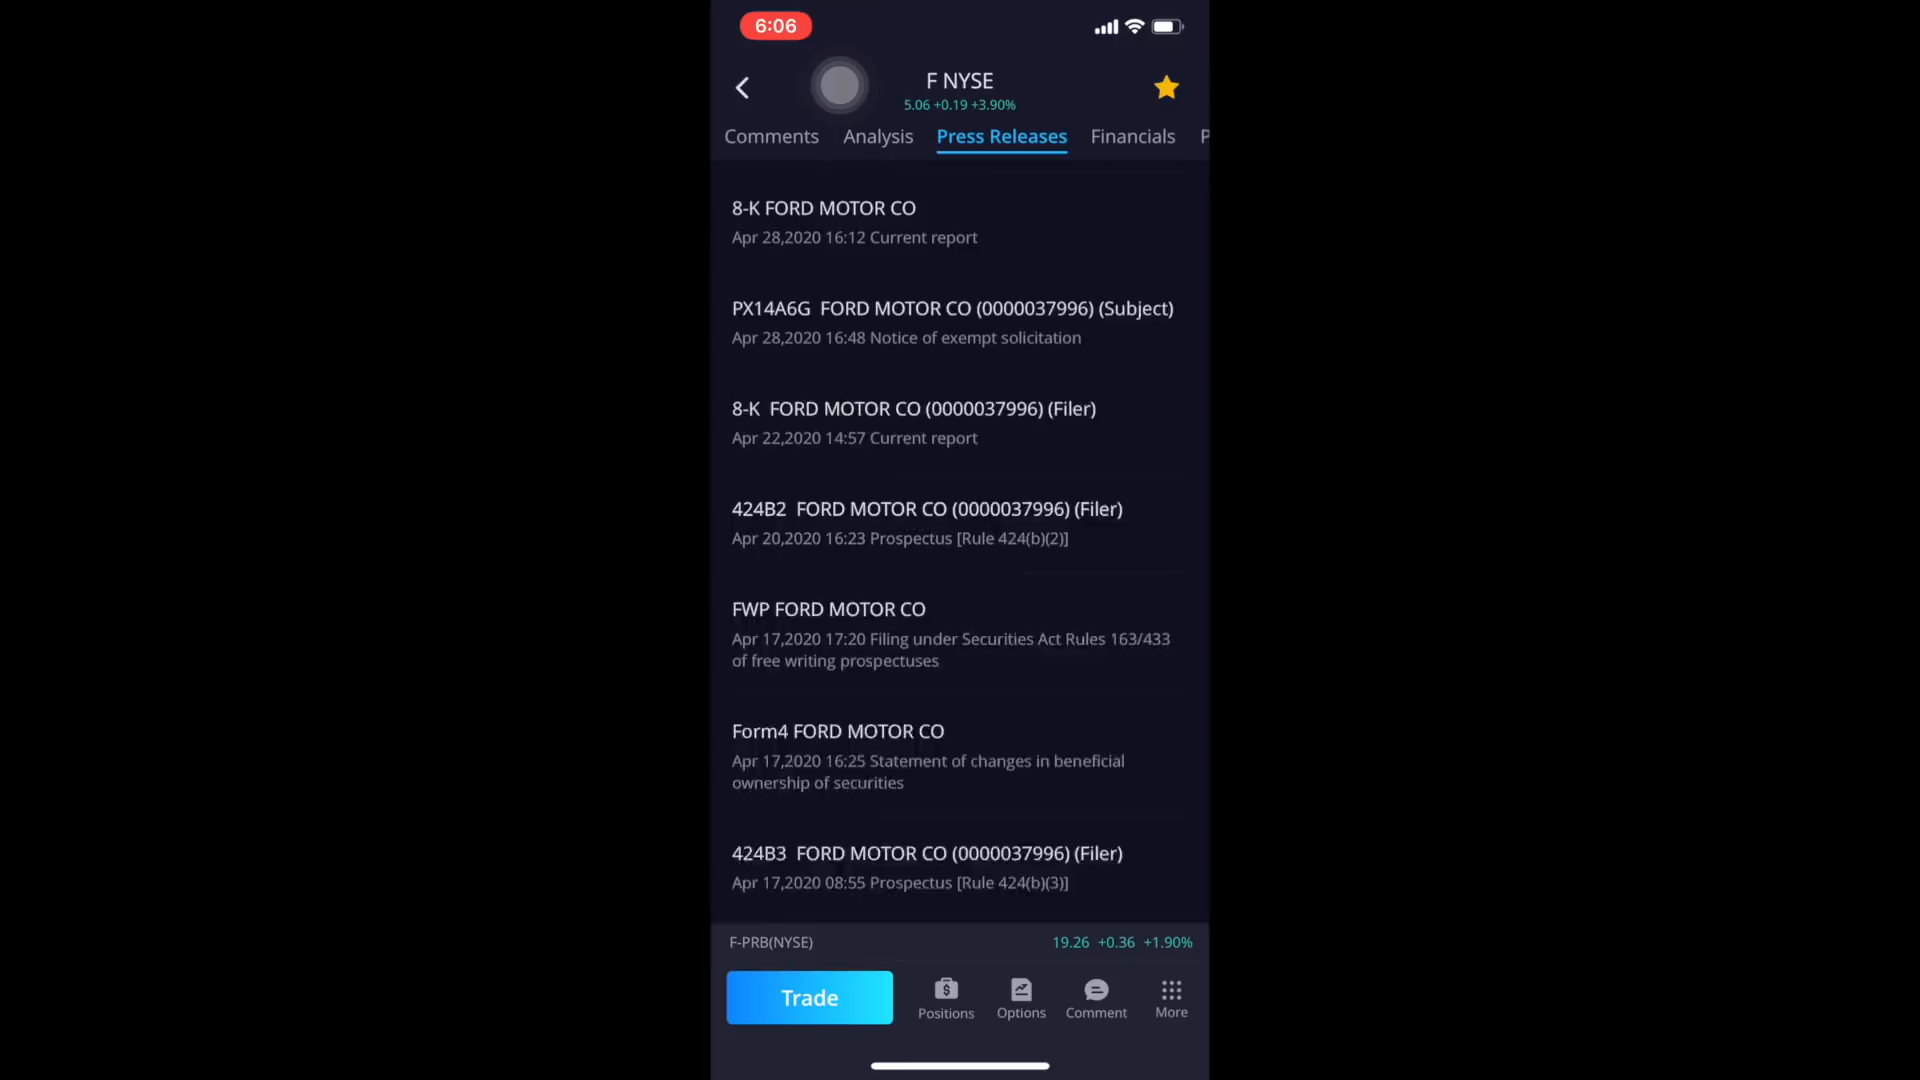 6:06
F NYSE
5.06 +0.19 +3.90%
Comments Analysis Press Releases Financials P
8-K FORD MOTOR CO
Apr 28,2020 16:12 Current report
PX14A6G FORD MOTOR CO (0000037996) (Subject)
Apr 28,2020 16:48 Notice of exempt solicitation
8-K FORD MOTOR CO (0000037996) (Filer)
Apr 22,2020 14:57 Current report
424B2 FORD MOTOR CO (0000037996) (Filer)
Apr 20,2020 16:23 Prospectus [Rule 424(b)(2)]
FWP FORD MOTOR CO
Apr 17,2020 17:20 Filing under Securities Act Rules 163/433
of free writing prospectuses
Form4 FORD MOTOR CO
Apr 17,2020 16:25 Statement of changes in beneficial
ownership of securities
424B3 FORD MOTOR CO (0000037996) (Filer)
Apr 17,2020 08:55 Prospectus [Rule 424(b)(3)]
F-PRB(NYSE) 19.26 +0.36 +1.90%
Trade Positions Options Comment More